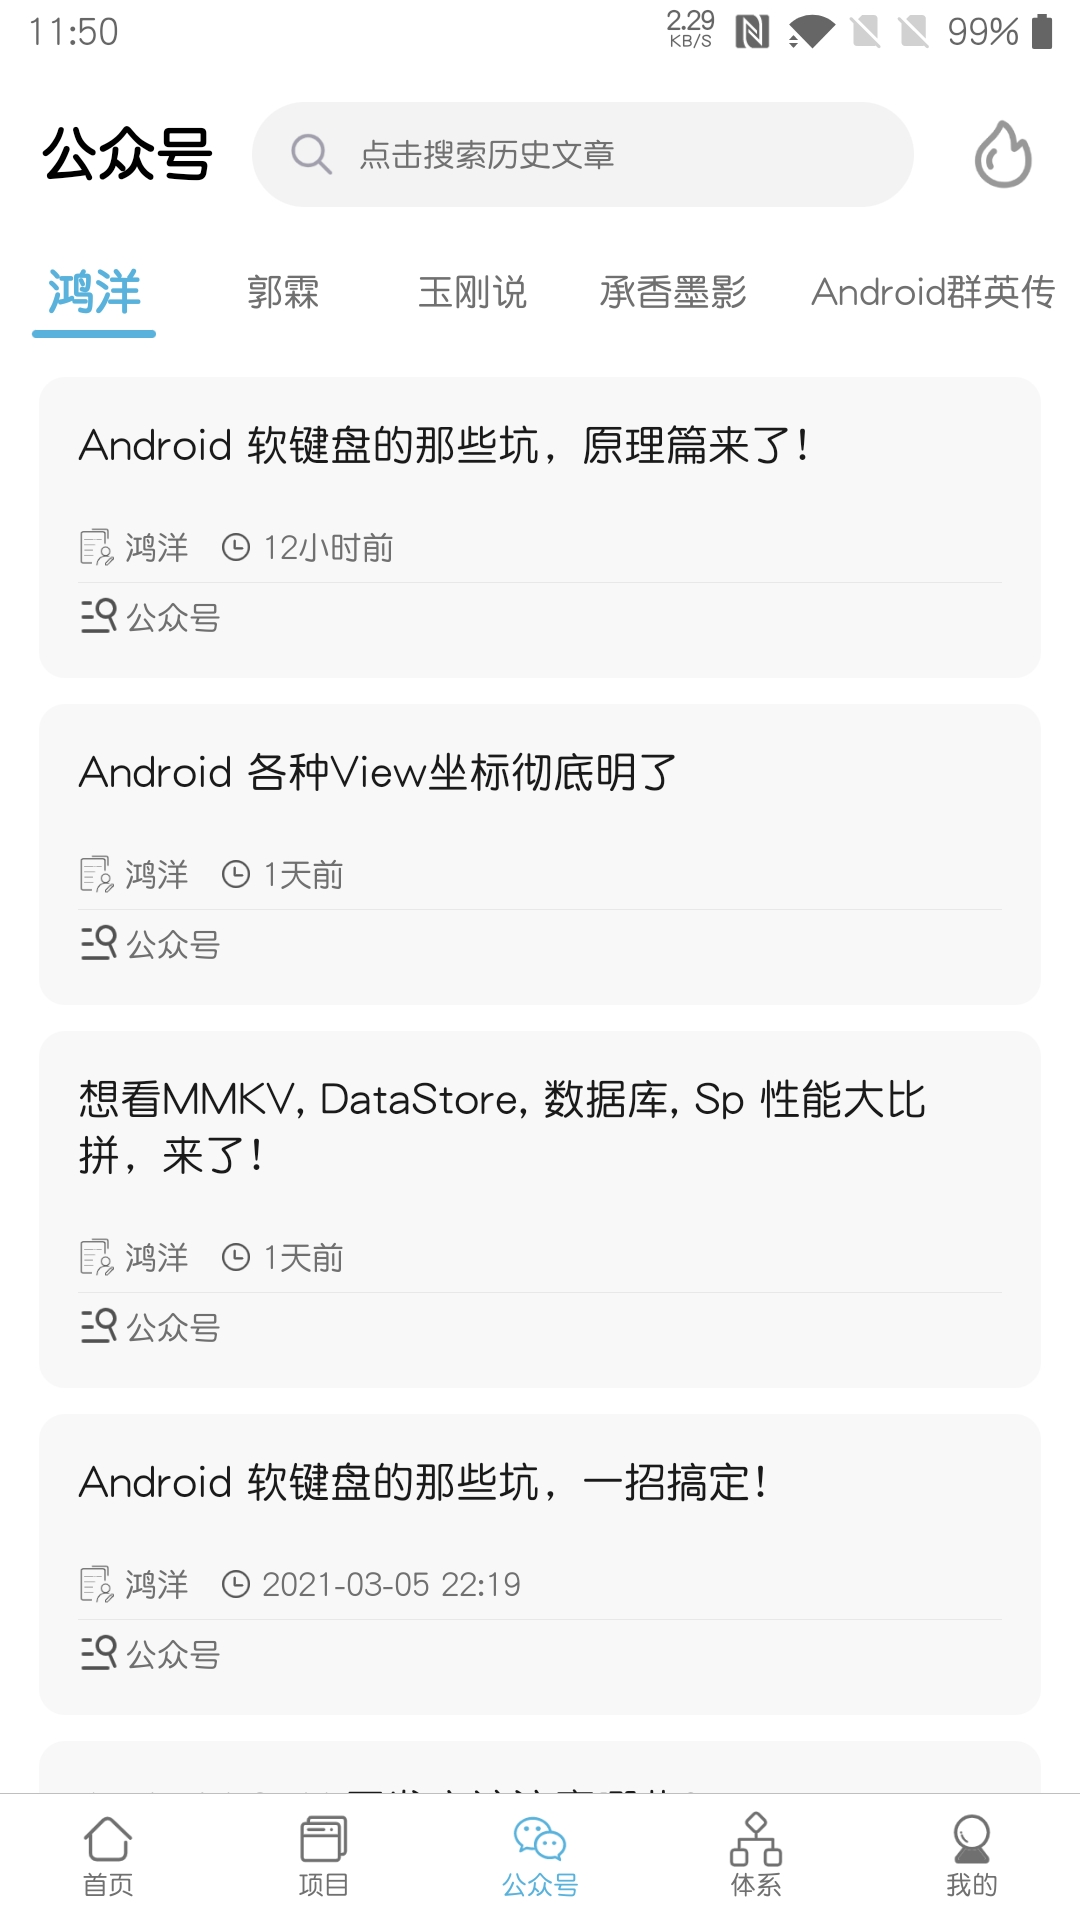 11:50
2.29
KB/S
99%
公众号
点击搜索历史文章
鸿洋 郭霖 玉刚说 承香墨影 Android群英传
Android 软键盘的那些坑，原理篇来了！
鸿洋 12小时前
公众号
Android 各种View坐标彻底明了
鸿洋 1天前
公众号
想看MMKV, DataStore, 数据库, Sp 性能大比
拼，来了！
鸿洋 1天前
公众号
Android 软键盘的那些坑，一招搞定！
鸿洋 2021-03-05 22:19
公众号
首页 项目 公众号 体系 我的